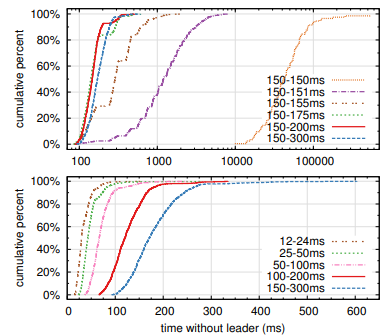 cumulative percent
100%
80%
60%
40%
20%
0%
150-150ms
150-151ms
150-155ms
150-175ms
150-200ms
150-300ms
100 1000 10000 100000
cumulative percent
100%
80%
60%
40%
20%
0%
12-24ms
25-50ms
50-100ms
100-200ms
150-300ms
0 100 200 300 400 500 600
time without leader (ms)